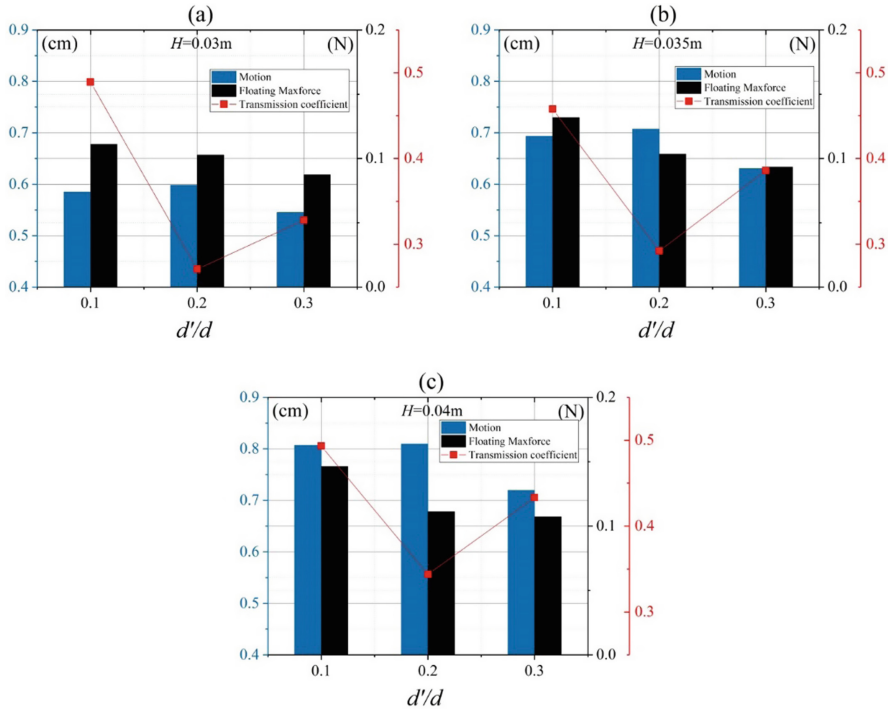 (a)
(cm) H=0.03m (N)
Motion
Floating Maxforce
Transmission coefficient
0.9
0.8
0.7
0.6
0.5
0.4
0.2
0.1
0.0
0.5
0.4
0.3
0.1 0.2 0.3
d'/d
(b)
(cm) H=0.035m (N)
Motion
Floating Maxforce
Transmission coefficient
0.9
0.8
0.7
0.6
0.5
0.4
0.2
0.1
0.0
0.5
0.4
0.3
0.1 0.2 0.3
d'/d
(c)
(cm) H=0.04m (N)
Motion
Floating Maxforce
Transmission coefficient
0.9
0.8
0.7
0.6
0.5
0.4
0.2
0.1
0.0
0.5
0.4
0.3
0.1 0.2 0.3
d'/d